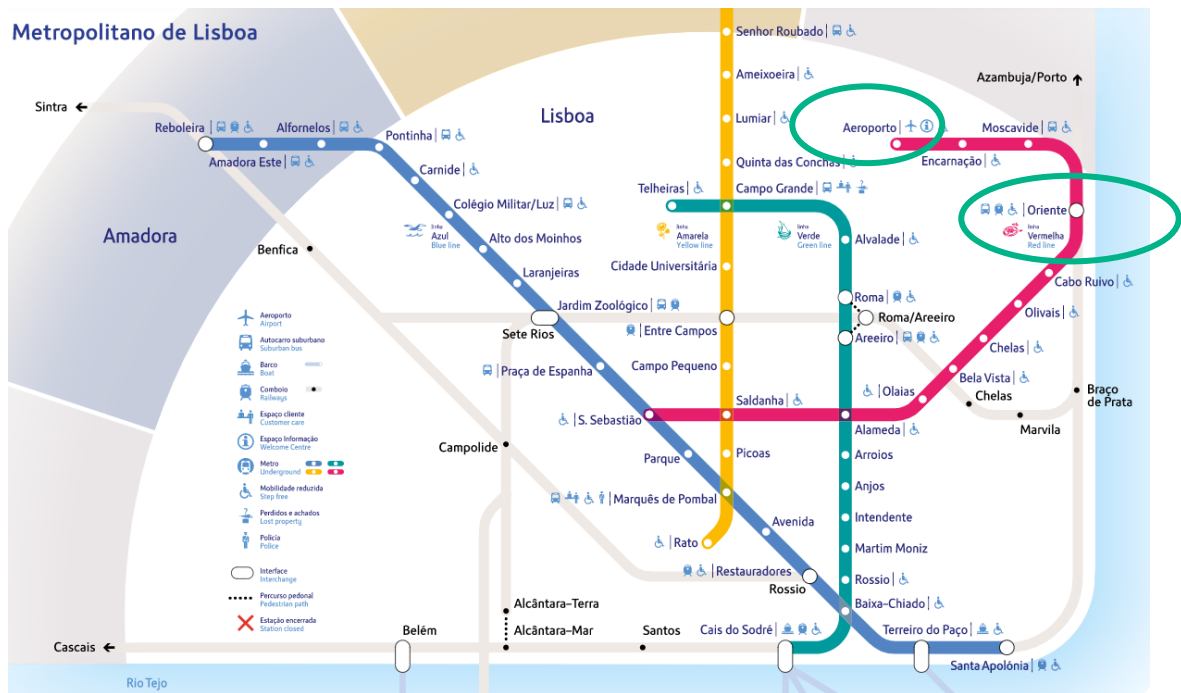 Metropolitano de Lisboa
Senhor Roubado
Ameixoeira
Lumiar
Quinta das Conchas
Lisboa
Azambuja/Porto
Aeroporto
Moscavide
Encarnação
Sintra
Reboleira
Alfornelos
Pontinha
Amadora Este
Carnide
Colégio Militar/Luz
Telheiras
Campo Grande
Oriente
linha
Azul
Blue line
linha
Amarela
Yellow line
linha
Verde
Green line
linha
Vermelha
Red line
Amadora
Alto dos Moinhos
Alvalade
Benfica
Laranjeiras
Cidade Universitária
Cabo Ruivo
Jardim Zoológico
Roma
Olivais
Sete Rios
Entre Campos
Roma/Areeiro
Areeiro
Chelas
Praça de Espanha
Campo Pequeno
Bela Vista
Olaias
Chelas
Braço
de Prata
Saldanha
S. Sebastião
Alameda
Marvila
Campolide
Parque
Picoas
Arroios
Anjos
Marquês de Pombal
Avenida
Intendente
Rato
Martim Moniz
Restauradores
Rossio
Rossio
Baixa-Chiado
Alcântara-Terra
Alcântara-Mar
Santos
Cais do Sodré
Terreiro do Paço
Belém
Cascais
Santa Apolónia
Rio Tejo
Aeroporto
Airport
Autocarro suburbano
Suburban bus
Barco
Boat
Comboio
Railways
Espaço cliente
Customer care
Espaço Informação
Welcome Centre
Metro
Underground
Mobilidade reduzida
Step free
Perdidos e achados
Lost property
Polícia
Police
Interface
Interchange
Percurso pedonal
Pedestrian path
Estação encerrada
Station closed